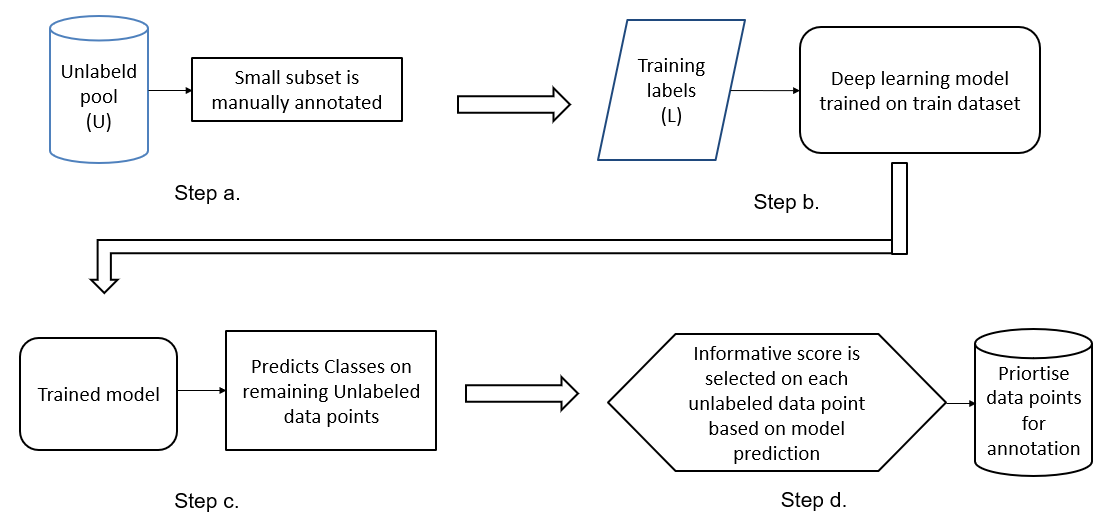 Unlabeld
pool
(U)
Small subset is
manually annotated
Step a.
Training
labels
(L)
Deep learning model
trained on train dataset
Step b.
Trained model
Predicts Classes on
remaining Unlabeled
data points
Step c.
Informative score is
selected on each
unlabeled data point
based on model
prediction
Priortise
data points
for
annotation
Step d.